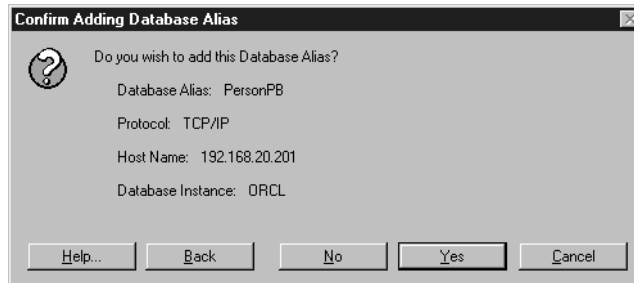 Confirm Adding Database Alias
Do you wish to add this Database Alias?
Database Alias: PersonPB
Protocol: TCP/IP
Host Name: 192.168.20.201
Database Instance: ORCL
Help... Back No Yes Cancel